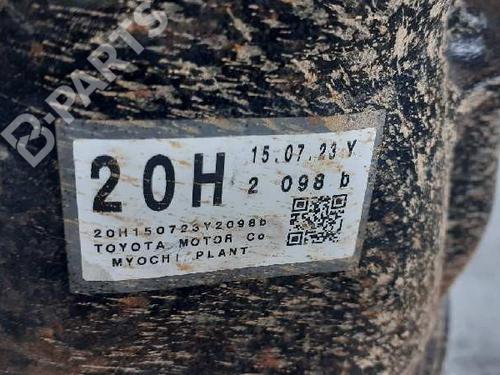 B-PARTS
20H 15.07.23 Y
2 098 b
20H150723Y2098b
TOYOTA MOTOR Co
MYOCHI PLANT